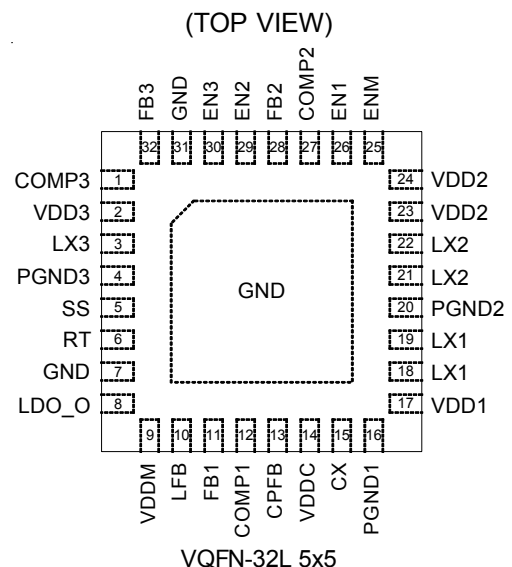 (TOP VIEW)
FB3
GND
EN3
EN2
FB2
COMP2
EN1
ENM
32 31 30 29 28 27 26 25
COMP3 1
VDD3 2
LX3 3
PGND3 4
SS 5
RT 6
GND 7
LDO_O 8
GND
24 VDD2
23 VDD2
22 LX2
21 LX2
20 PGND2
19 LX1
18 LX1
17 VDD1
9 10 11 12 13 14 15 16
VDDM
LFB
FB1
COMP1
CPFB
VDDC
CX
PGND1
VQFN-32L 5x5